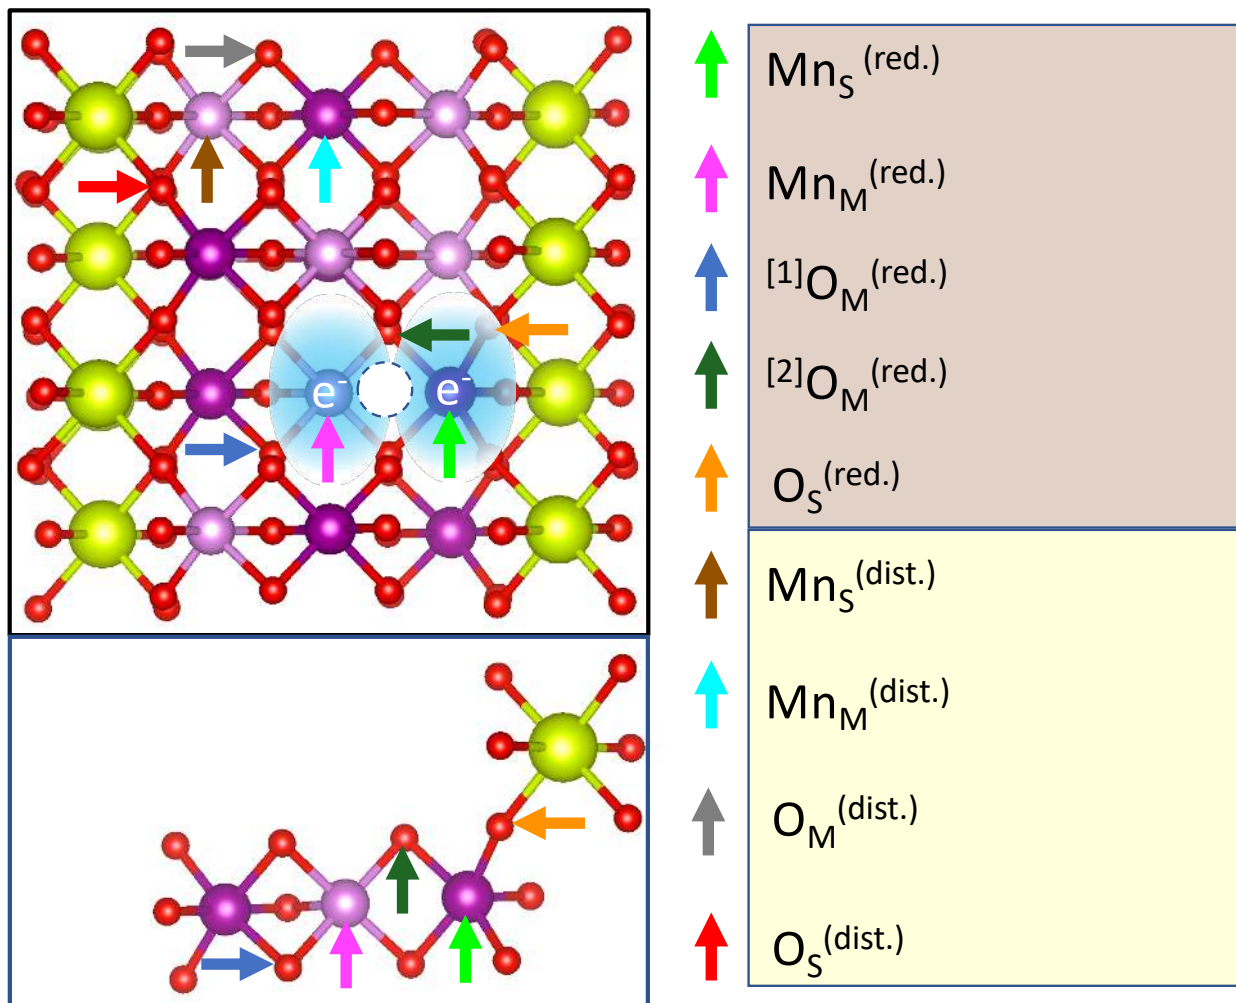 Mn_S^(red.)
Mn_M^(red.)
[1]O_M^(red.)
e⁻ e⁻
[2]O_M^(red.)
O_S^(red.)
Mn_S^(dist.)
Mn_M^(dist.)
O_M^(dist.)
O_S^(dist.)